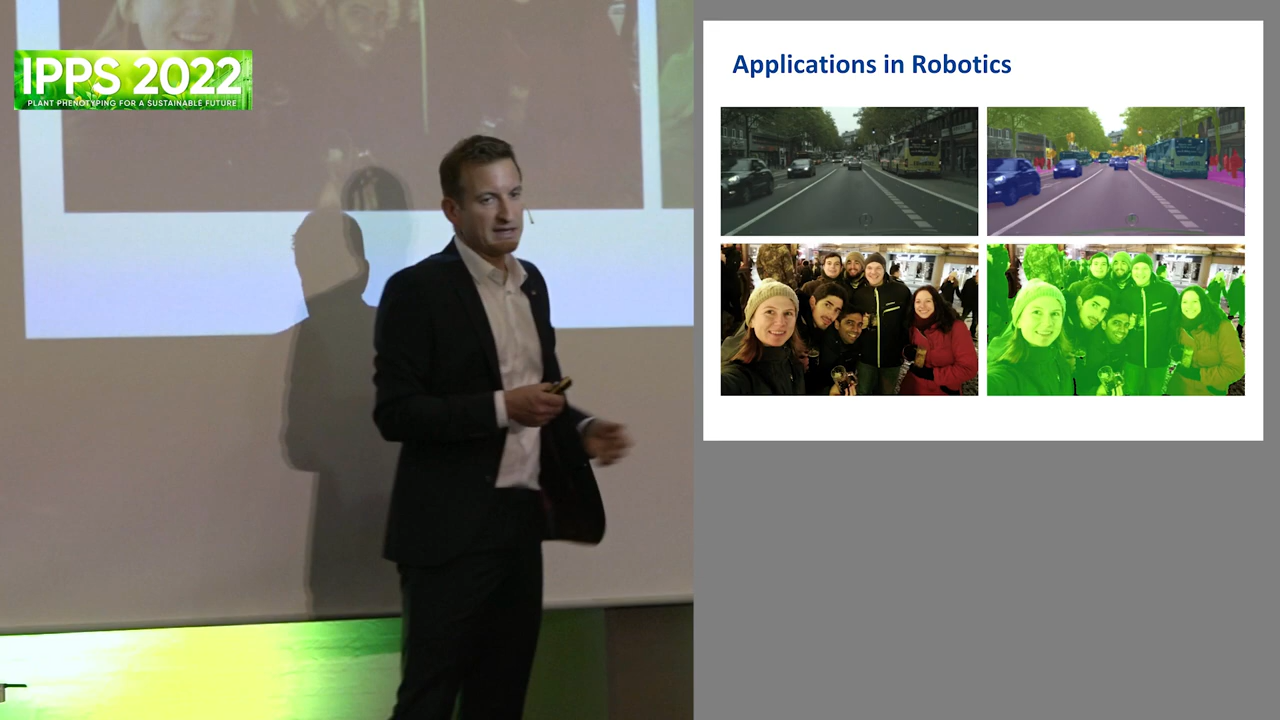 IPPS 2022
PLANT PHENOTYPING FOR A SUSTAINABLE FUTURE
Applications in Robotics